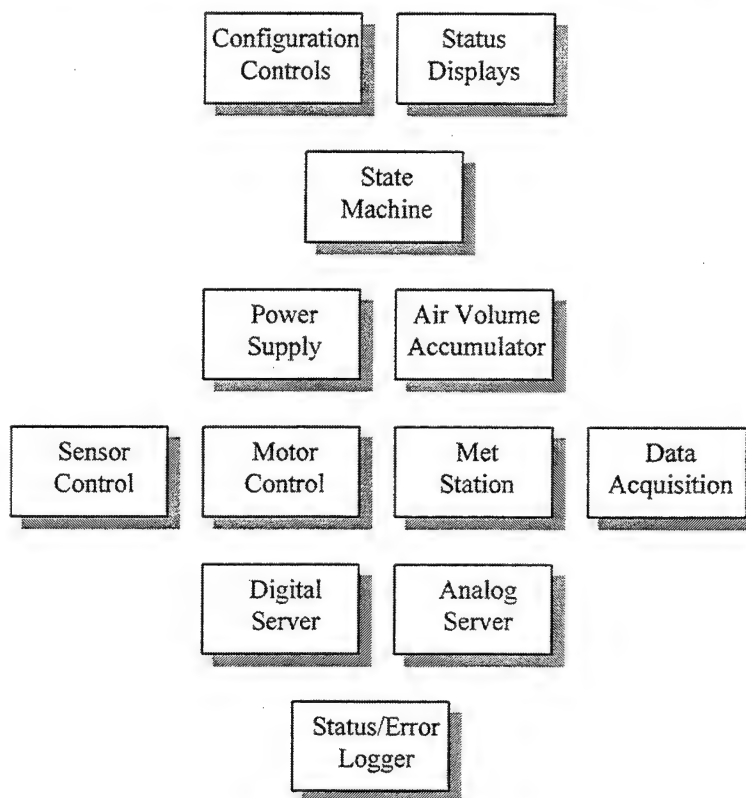 Configuration
Controls
Status
Displays
State
Machine
Power
Supply
Air Volume
Accumulator
Sensor
Control
Motor
Control
Met
Station
Data
Acquisition
Digital
Server
Analog
Server
Status/Error
Logger